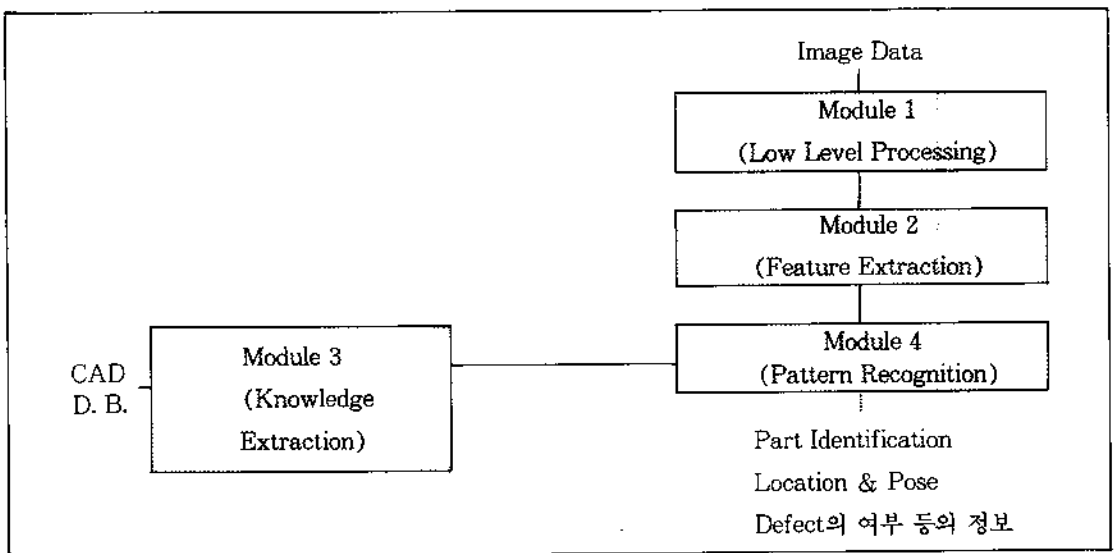 Image Data
Module 1
(Low Level Processing)
Module 2
(Feature Extraction)
Module 4
(Pattern Recognition)
CAD
D. B.
Module 3
(Knowledge
Extraction)
Part Identification
Location & Pose
Defect의 여부 등의 정보